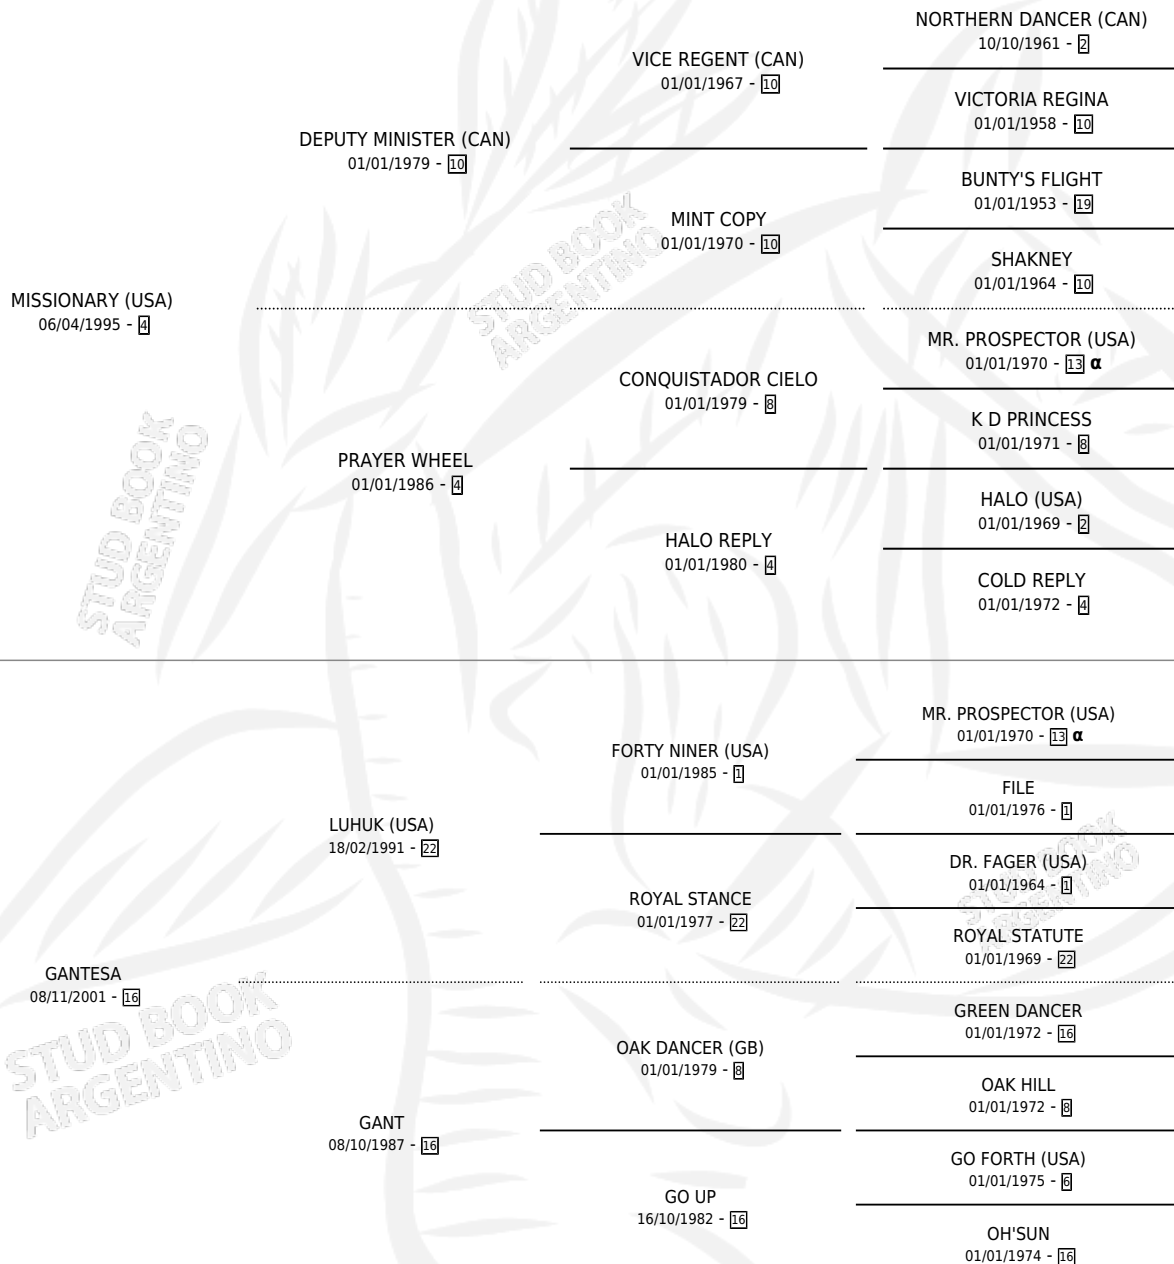 NORTHERN DANCER (CAN)
10/10/1961 - 2
VICE REGENT (CAN)
01/01/1967 - 10
VICTORIA REGINA
01/01/1958 - 10
DEPUTY MINISTER (CAN)
01/01/1979 - 10
BUNTY'S FLIGHT
01/01/1953 - 19
MINT COPY
01/01/1970 - 10
SHAKNEY
01/01/1964 - 10
MISSIONARY (USA)
06/04/1995 - 4
MR. PROSPECTOR (USA)
01/01/1970 - 13 α
CONQUISTADOR CIELO
01/01/1979 - 8
K D PRINCESS
01/01/1971 - 8
PRAYER WHEEL
01/01/1986 - 4
HALO (USA)
01/01/1969 - 2
HALO REPLY
01/01/1980 - 4
COLD REPLY
01/01/1972 - 4
MR. PROSPECTOR (USA)
01/01/1970 - 13 α
FORTY NINER (USA)
01/01/1985 - 1
FILE
01/01/1976 - 1
LUHUK (USA)
18/02/1991 - 22
DR. FAGER (USA)
01/01/1964 - 1
ROYAL STANCE
01/01/1977 - 22
ROYAL STATUTE
01/01/1969 - 22
GANTESA
08/11/2001 - 16
GREEN DANCER
01/01/1972 - 16
OAK DANCER (GB)
01/01/1979 - 8
OAK HILL
01/01/1972 - 8
GANT
08/10/1987 - 16
GO FORTH (USA)
01/01/1975 - 6
GO UP
16/10/1982 - 16
OH'SUN
01/01/1974 - 16
STUD BOOK
ARGENTINO
STUD BOOK
ARGENTINO
STUD BOOK
ARGENTINO
STUD BOOK
ARGENTINO